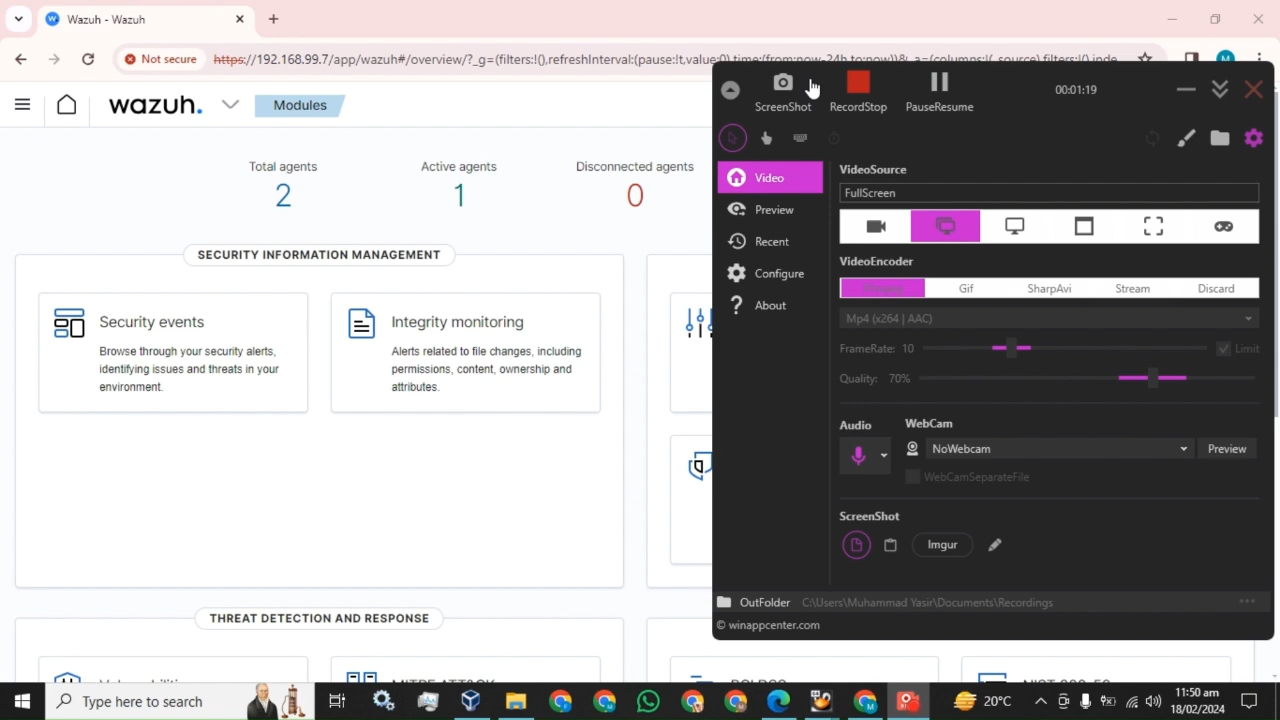 Wazuh - Wazuh
Not secure
https://192.168.99.7/app/wazuh#/overview/?_g=(filters:!(),refreshInterval:(pause:!t,value:0),time:(from:now-24h,to:now))&_a=(columns:!(_source),filters:!(),inde
wazuh.
Modules
Total agents
Active agents
Disconnected agents
2
1
0
SECURITY INFORMATION MANAGEMENT
Security events
Browse through your security alerts,
identifying issues and threats in your
environment.
Integrity monitoring
Alerts related to file changes, including
permissions, content, ownership and
attributes.
THREAT DETECTION AND RESPONSE
ScreenShot
RecordStop
PauseResume
00:01:19
Video
Preview
Recent
Configure
About
VideoSource
FullScreen
VideoEncoder
Gif
SharpAvi
Stream
Discard
Mp4 (x264 | AAC)
FrameRate: 10
Limit
Quality: 70%
Audio
WebCam
NoWebcam
Preview
WebCamSeparateFile
ScreenShot
Imgur
OutFolder C:\Users\Muhammad Yasir\Documents\Recordings
© winappcenter.com
Type here to search
20°C
11:50 am
18/02/2024